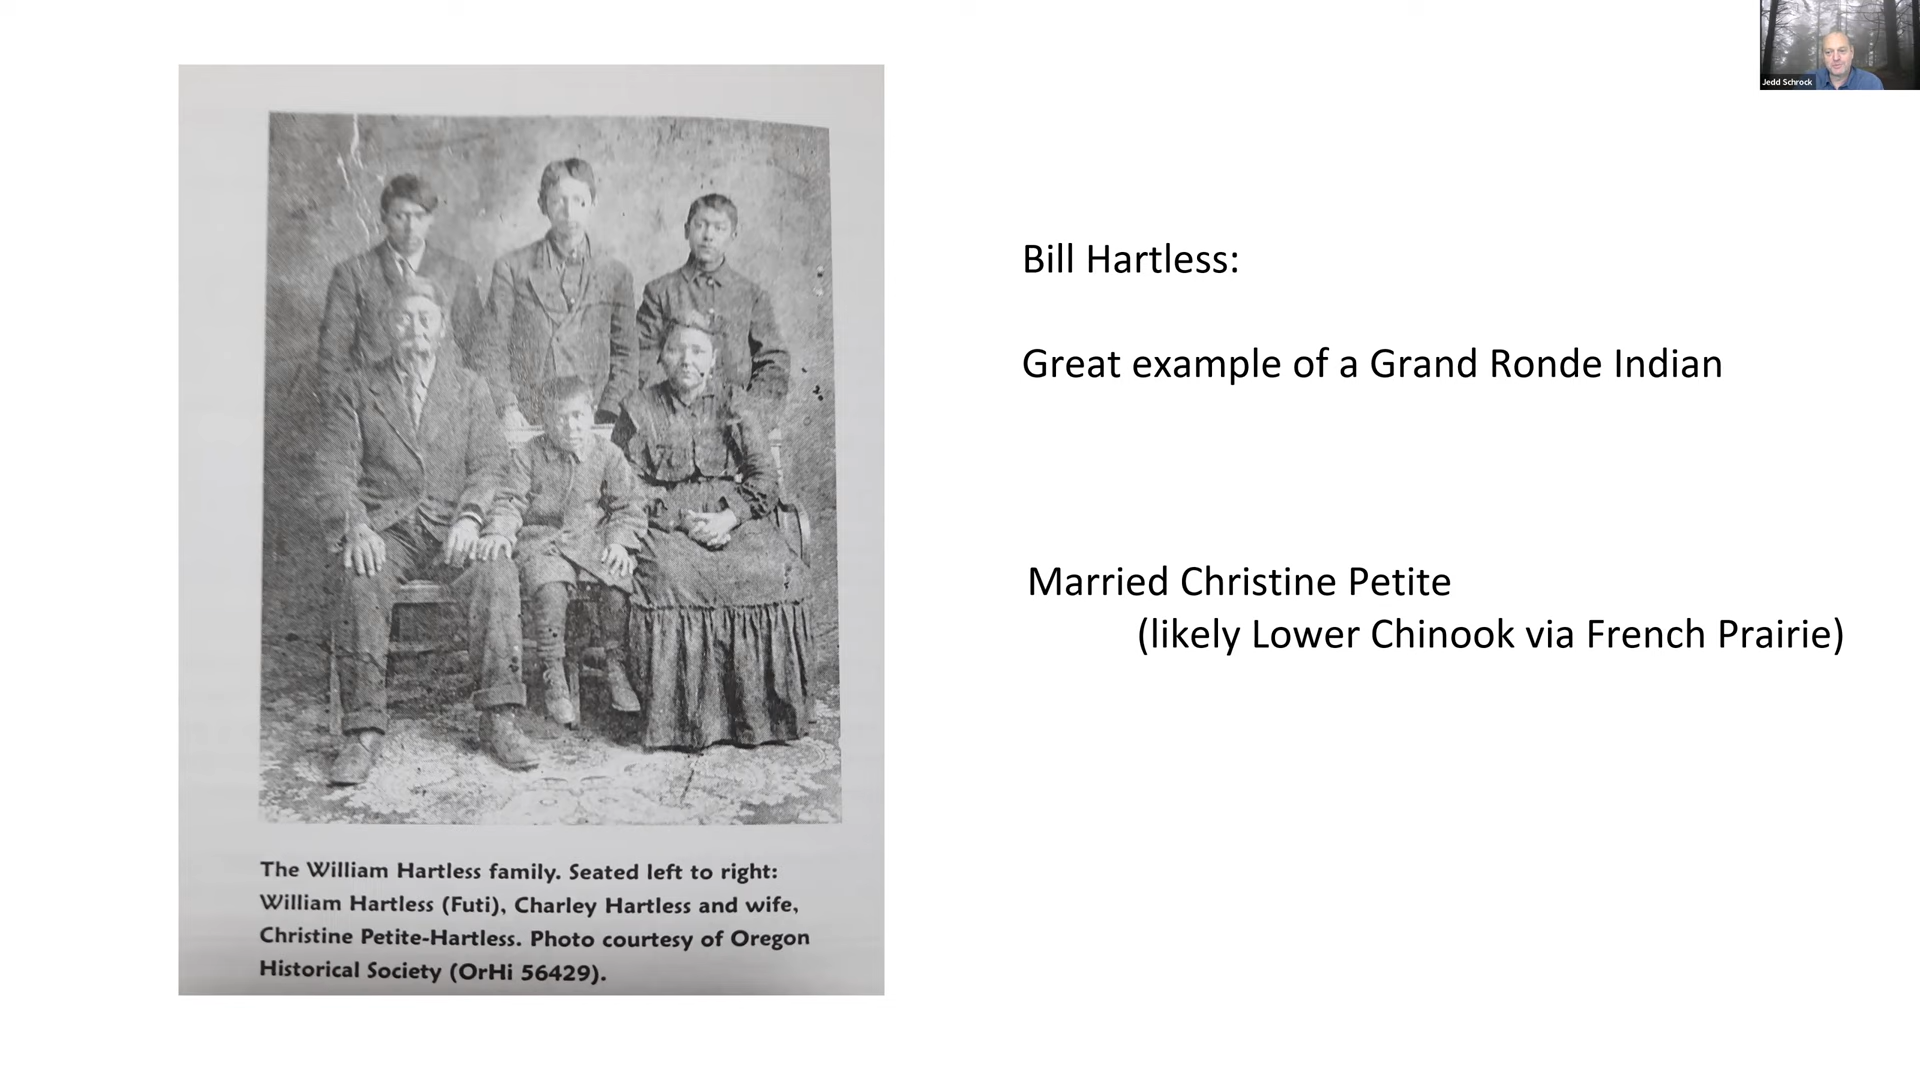 Jedd Schrock
Bill Hartless:
Great example of a Grand Ronde Indian
Married Christine Petite
(likely Lower Chinook via French Prairie)
The William Hartless family. Seated left to right:
William Hartless (Futi), Charley Hartless and wife,
Christine Petite-Hartless. Photo courtesy of Oregon
Historical Society (OrHi 56429).